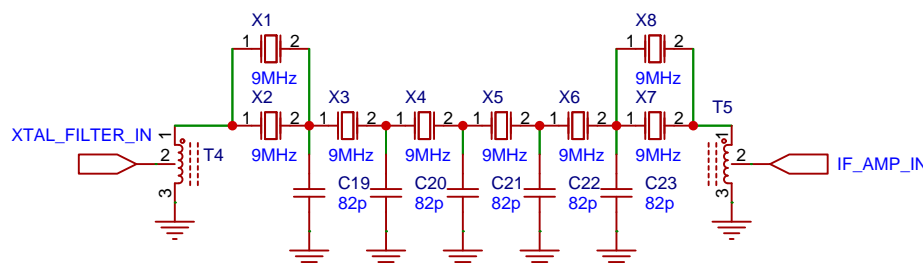 X1
X8
1 2
1 2
9MHz
9MHz
X2 X3 X4 X5 X6 X7 T5
XTAL_FILTER_IN
1 2 1 2 1 2 1 2 1 2 1 2
1
1
9MHz 9MHz 9MHz 9MHz 9MHz 9MHz
2
T4
2
IF_AMP_IN
3
3
C19 C20 C21 C22 C23
82p 82p 82p 82p 82p